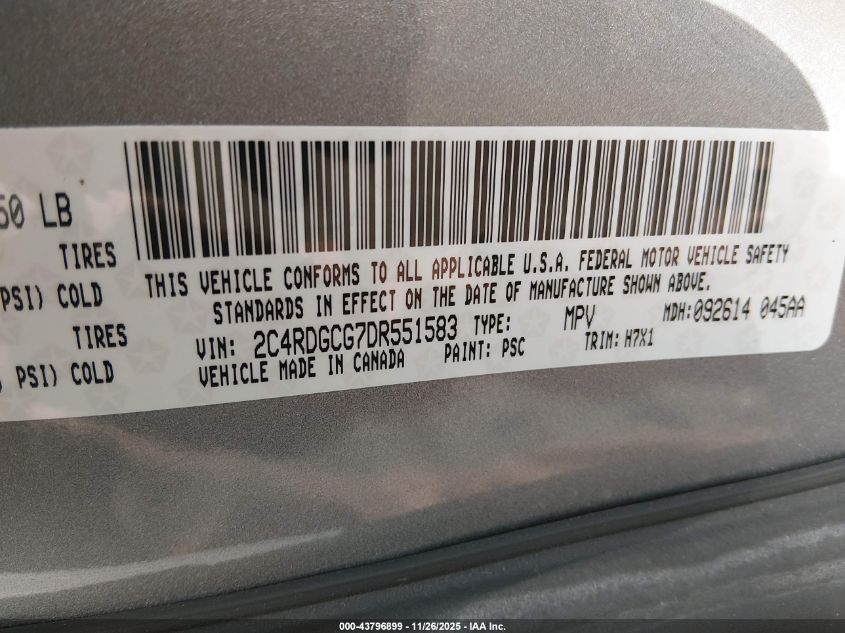 50 LB
TIRES
PSI) COLD
TIRES
PSI) COLD
THIS VEHICLE CONFORMS TO ALL APPLICABLE U.S.A. FEDERAL MOTOR VEHICLE SAFETY
STANDARDS IN EFFECT ON THE DATE OF MANUFACTURE SHOWN ABOVE.
VIN: 2C4RDGCG7DR551583 TYPE: MPV MDH:092614 045AA
VEHICLE MADE IN CANADA PAINT: PSC TRIM: H7X1
000-43796899 | 11/26/2025 - IAA Inc.